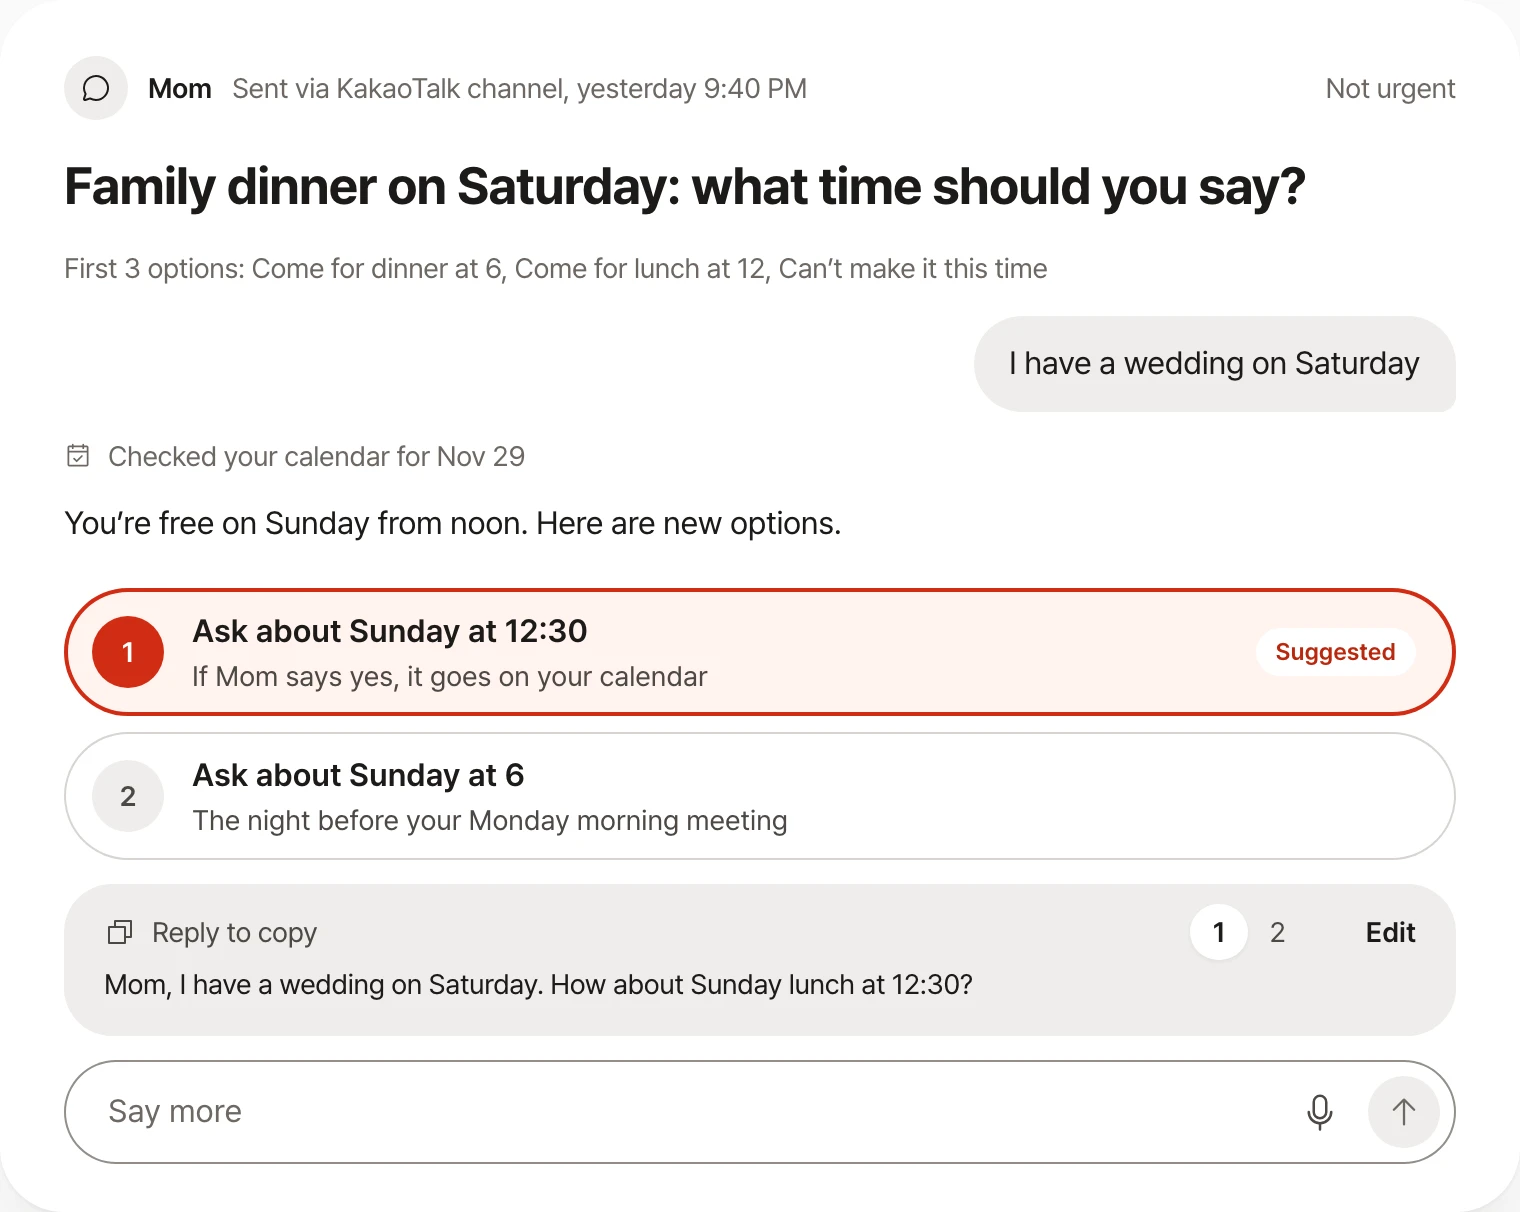 Mom Sent via KakaoTalk channel, yesterday 9:40 PM Not urgent
Family dinner on Saturday: what time should you say?
First 3 options: Come for dinner at 6, Come for lunch at 12, Can’t make it this time
I have a wedding on Saturday
Checked your calendar for Nov 29
You’re free on Sunday from noon. Here are new options.
1 Ask about Sunday at 12:30
If Mom says yes, it goes on your calendar
Suggested
2 Ask about Sunday at 6
The night before your Monday morning meeting
Reply to copy 1 2 Edit
Mom, I have a wedding on Saturday. How about Sunday lunch at 12:30?
Say more